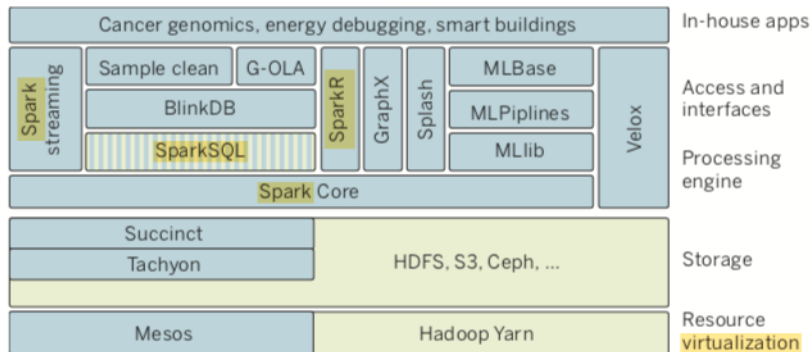 Cancer genomics, energy debugging, smart buildings
In-house apps
Spark
streaming
Sample clean
G-OLA
BlinkDB
SparkSQL
SparkR
GraphX
Splash
MLBase
MLPiplines
MLlib
Velox
Access and
interfaces
Processing
engine
Spark Core
Succinct
Tachyon
HDFS, S3, Ceph, ...
Storage
Mesos
Hadoop Yarn
Resource
virtualization